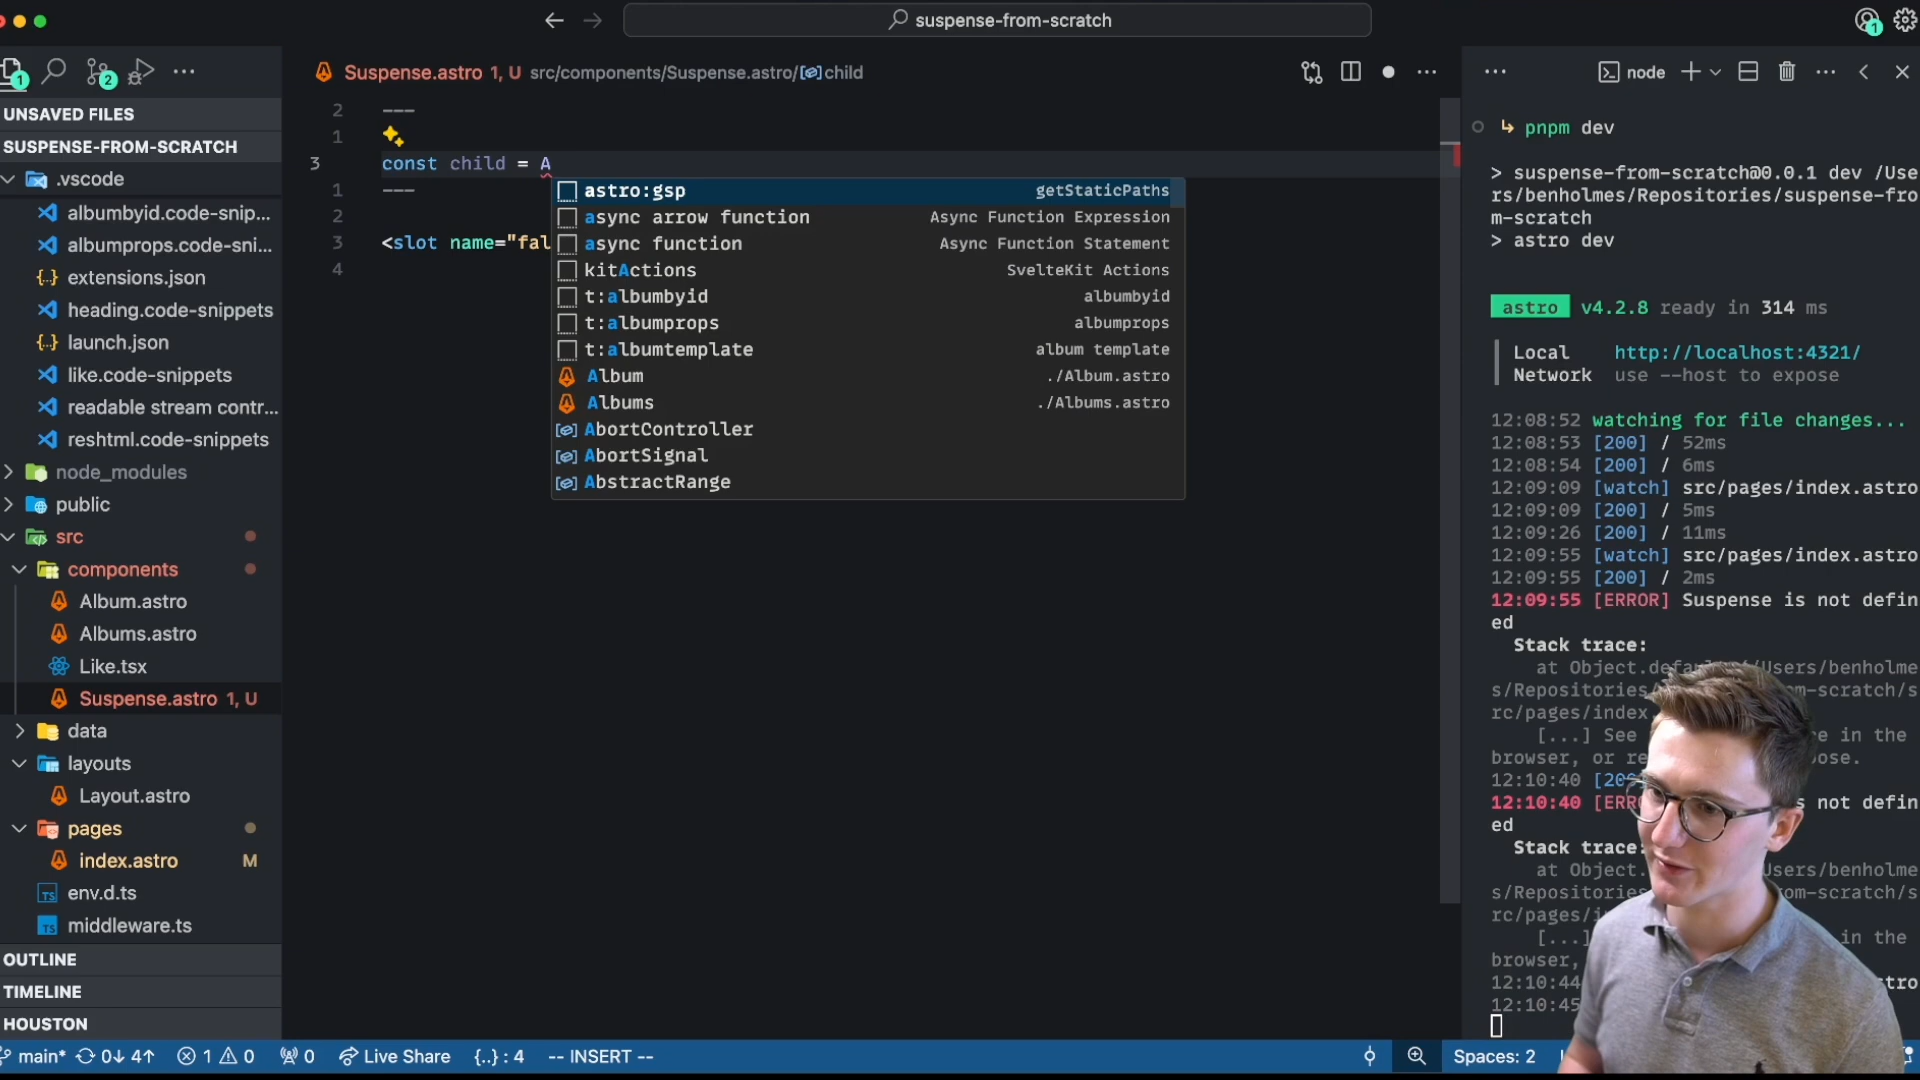 suspense-from-scratch
1
1
2
Suspense.astro 1, U src/components/Suspense.astro/child
node
UNSAVED FILES
SUSPENSE-FROM-SCRATCH
.vscode
albumbyid.code-snip...
albumprops.code-sni...
extensions.json
heading.code-snippets
launch.json
like.code-snippets
readable stream contr...
reshtml.code-snippets
node_modules
public
src
components
Album.astro
Albums.astro
Like.tsx
Suspense.astro 1, U
data
layouts
Layout.astro
pages
index.astro M
env.d.ts
middleware.ts
OUTLINE
TIMELINE
HOUSTON
2 ---
1
3 const child = A
1 ---
2
3 <slot name="fal
4
astro:gsp getStaticPaths
async arrow function Async Function Expression
async function Async Function Statement
kitActions SvelteKit Actions
t:albumbyid albumbyid
t:albumprops albumprops
t:albumtemplate album template
Album ./Album.astro
Albums ./Albums.astro
AbortController
AbortSignal
AbstractRange
↳ pnpm dev
> suspense-from-scratch@0.0.1 dev /Use
rs/benholmes/Repositories/suspense-fro
m-scratch
> astro dev
astro v4.2.8 ready in 314 ms
Local http://localhost:4321/
Network use --host to expose
12:08:52 watching for file changes...
12:08:53 [200] / 52ms
12:08:54 [200] / 6ms
12:09:09 [watch] src/pages/index.astro
12:09:09 [200] / 5ms
12:09:26 [200] / 11ms
12:09:55 [watch] src/pages/index.astro
12:09:55 [200] / 2ms
12:09:55 [ERROR] Suspense is not defin
ed
Stack trace:
at Object. /Users/benholme
s/Repositories m-scratch/s
rc/pages/index
[...] See e in the
browser, or
12:10:40
12:10:40 s not defin
ed
Stack trace:
at Object. Users/benholme
s/Repositories om-scratch/s
rc/pages/
[...] in the
browser,
12:10:44 tro
12:10:45
main* 0↓ 4↑ 1 0 0 Live Share {..} : 4 -- INSERT -- Spaces: 2